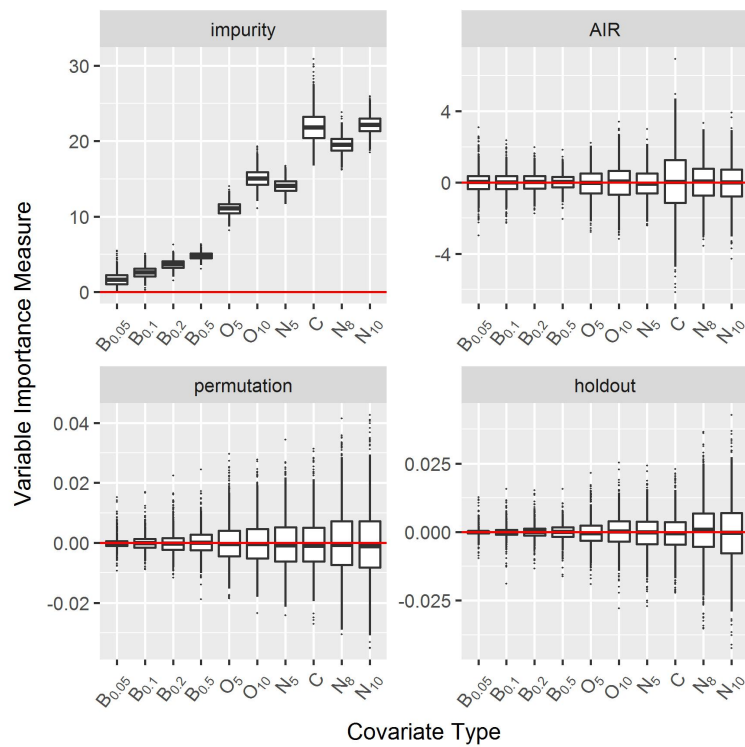 impurity
AIR
30
20
10
0
4
0
-4
B0.05 B0.1 B0.2 B0.5 O5 O10 N5 C N8 N10
B0.05 B0.1 B0.2 B0.5 O5 O10 N5 C N8 N10
permutation
holdout
0.04
0.02
0.00
-0.02
0.025
0.000
-0.025
B0.05 B0.1 B0.2 B0.5 O5 O10 N5 C N8 N10
B0.05 B0.1 B0.2 B0.5 O5 O10 N5 C N8 N10
Variable Importance Measure
Covariate Type